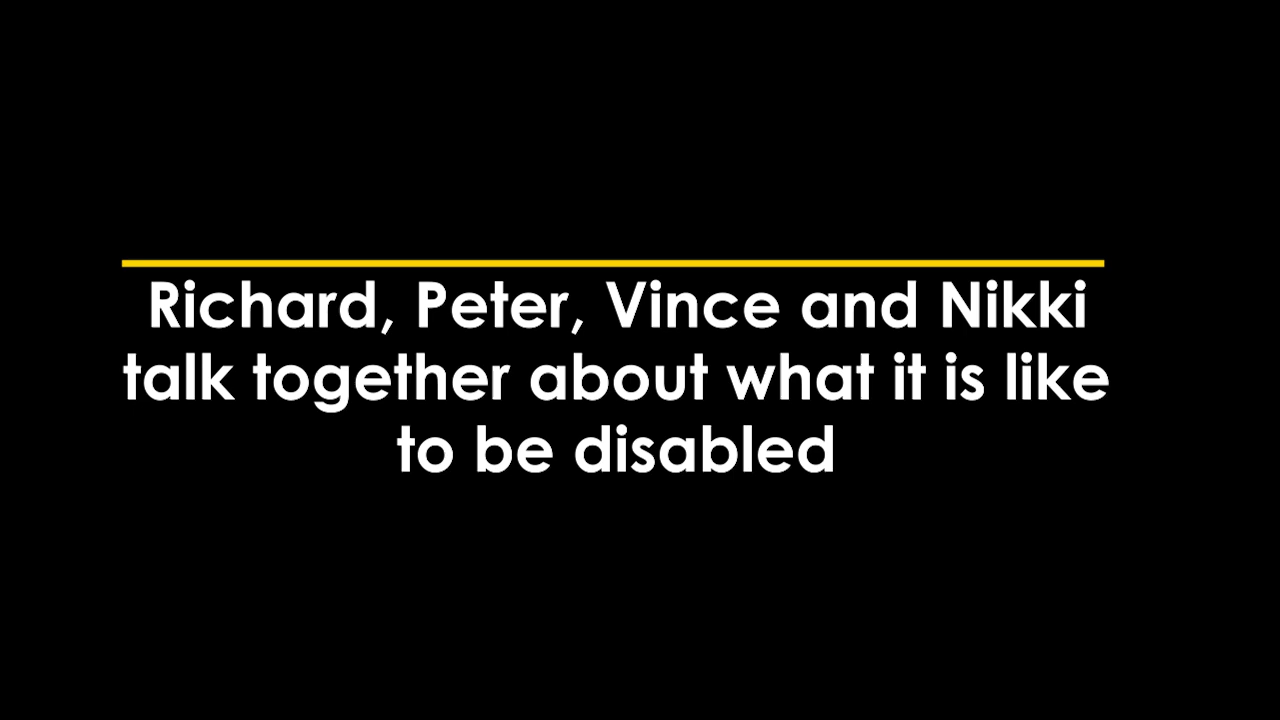 Richard, Peter, Vince and Nikki
talk together about what it is like
to be disabled